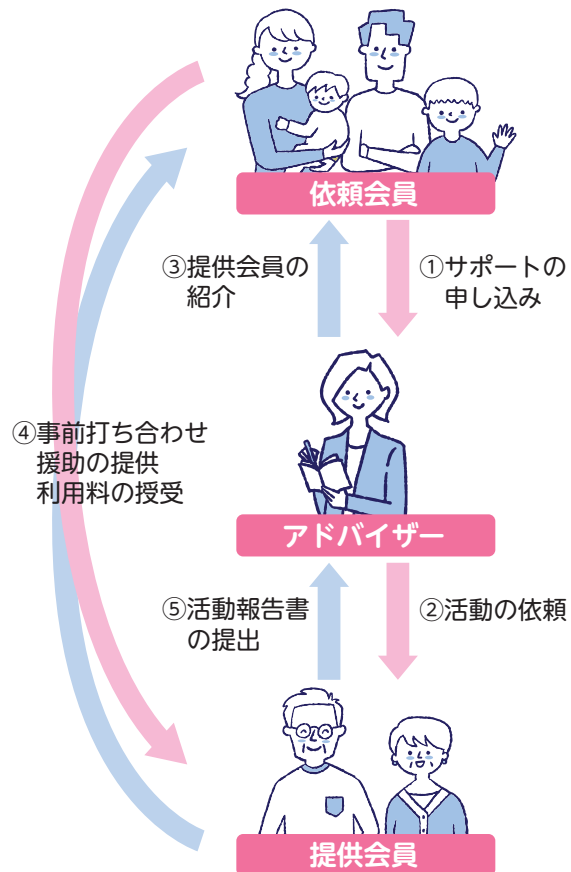 依頼会員
③提供会員の
紹介
①サポートの
申し込み
④事前打ち合わせ
援助の提供
利用料の授受
アドバイザー
⑤活動報告書
の提出
②活動の依頼
提供会員